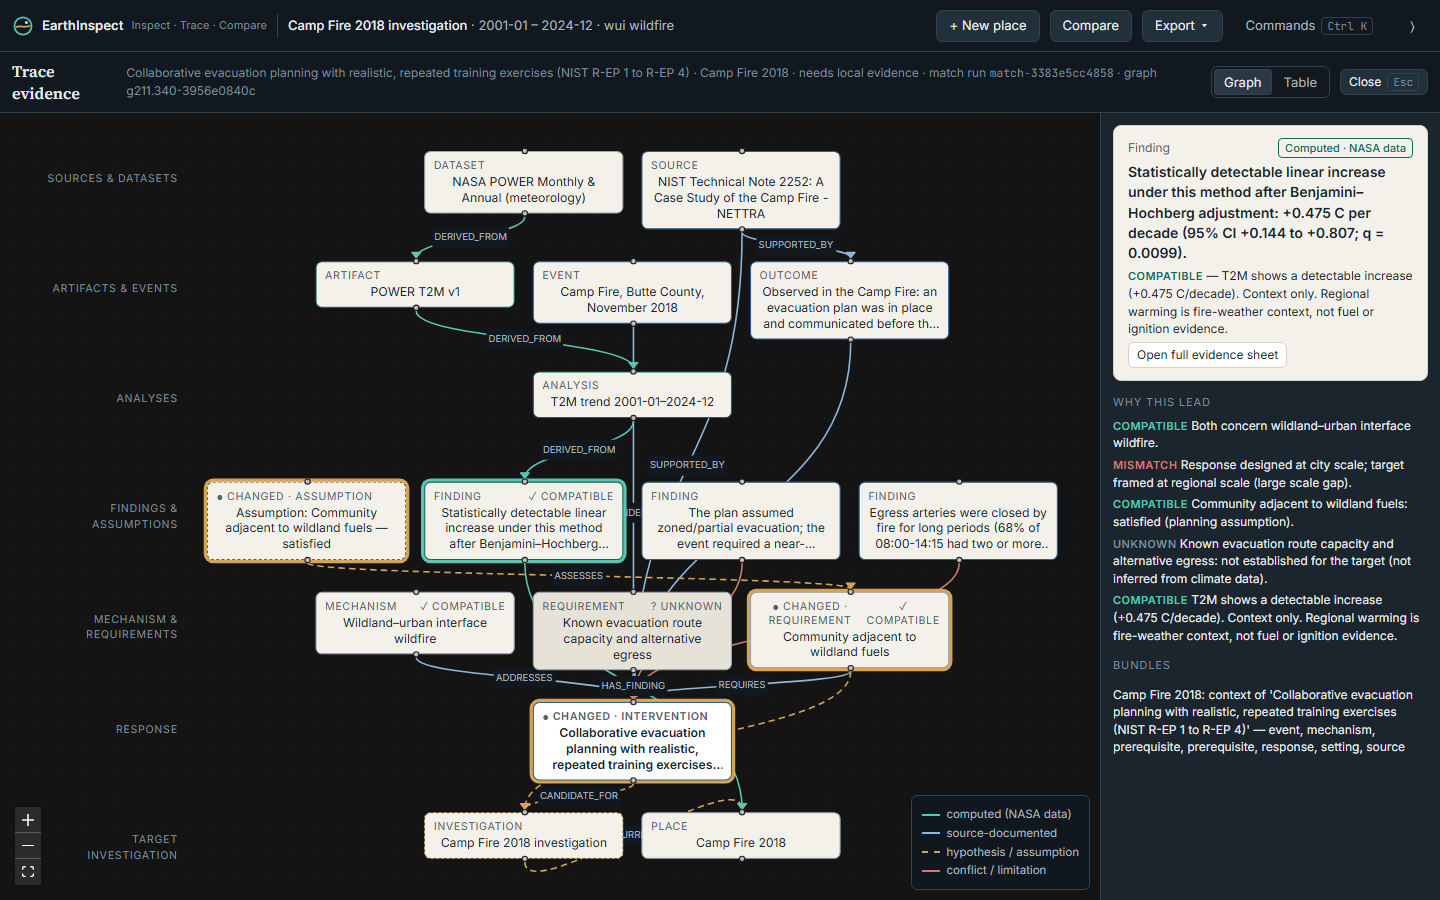 EarthInspect Inspect · Trace · Compare Camp Fire 2018 investigation · 2001-01 – 2024-12 · wui wildfire + New place Compare Export Commands Ctrl K
Trace evidence
Collaborative evacuation planning with realistic, repeated training exercises (NIST R-EP 1 to R-EP 4) · Camp Fire 2018 · needs local evidence · match run match-3383e5cc4858 · graph
g211.340-3956e0840c
Graph Table Close Esc
SOURCES & DATASETS
DATASET
NASA POWER Monthly &
Annual (meteorology)
SOURCE
NIST Technical Note 2252: A
Case Study of the Camp Fire -
NETTRA
DERIVED_FROM
SUPPORTED_BY
ARTIFACTS & EVENTS
ARTIFACT
POWER T2M v1
EVENT
Camp Fire, Butte County,
November 2018
OUTCOME
Observed in the Camp Fire: an
evacuation plan was in place
and communicated before th...
DERIVED_FROM
ANALYSES
ANALYSIS
T2M trend 2001-01–2024-12
DERIVED_FROM
SUPPORTED_BY
FINDINGS &
ASSUMPTIONS
● CHANGED · ASSUMPTION
Assumption: Community
adjacent to wildland fuels —
satisfied
FINDING ✓ COMPATIBLE
Statistically detectable linear
increase under this method
after Benjamini–Hochberg...
FINDING
The plan assumed
zoned/partial evacuation; the
event required a near-...
FINDING
Egress arteries were closed by
fire for long periods (68% of
08:00-14:15 had two or more..
ASSESSES
MECHANISM &
REQUIREMENTS
MECHANISM ✓ COMPATIBLE
Wildland–urban interface
wildfire
REQUIREMENT ? UNKNOWN
Known evacuation route
capacity and alternative
egress
● CHANGED · REQUIREMENT ✓ COMPATIBLE
Community adjacent to
wildland fuels
ADDRESSES
HAS_FINDING
REQUIRES
RESPONSE
● CHANGED · INTERVENTION
Collaborative evacuation
planning with realistic,
repeated training exercises...
CANDIDATE_FOR
TARGET
INVESTIGATION
INVESTIGATION
Camp Fire 2018 investigation
PLACE
Camp Fire 2018
computed (NASA data)
source-documented
hypothesis / assumption
conflict / limitation
Finding Computed · NASA data
Statistically detectable linear increase
under this method after Benjamini–
Hochberg adjustment: +0.475 C per
decade (95% CI +0.144 to +0.807; q =
0.0099).
COMPATIBLE — T2M shows a detectable increase
(+0.475 C/decade). Context only. Regional
warming is fire-weather context, not fuel or
ignition evidence.
Open full evidence sheet
WHY THIS LEAD
COMPATIBLE Both concern wildland–urban interface
wildfire.
MISMATCH Response designed at city scale; target
framed at regional scale (large scale gap).
COMPATIBLE Community adjacent to wildland fuels:
satisfied (planning assumption).
UNKNOWN Known evacuation route capacity and
alternative egress: not established for the target (not
inferred from climate data).
COMPATIBLE T2M shows a detectable increase
(+0.475 C/decade). Context only. Regional warming is
fire-weather context, not fuel or ignition evidence.
BUNDLES
Camp Fire 2018: context of 'Collaborative evacuation
planning with realistic, repeated training exercises
(NIST R-EP 1 to R-EP 4)' — event, mechanism,
prerequisite, prerequisite, response, setting, source